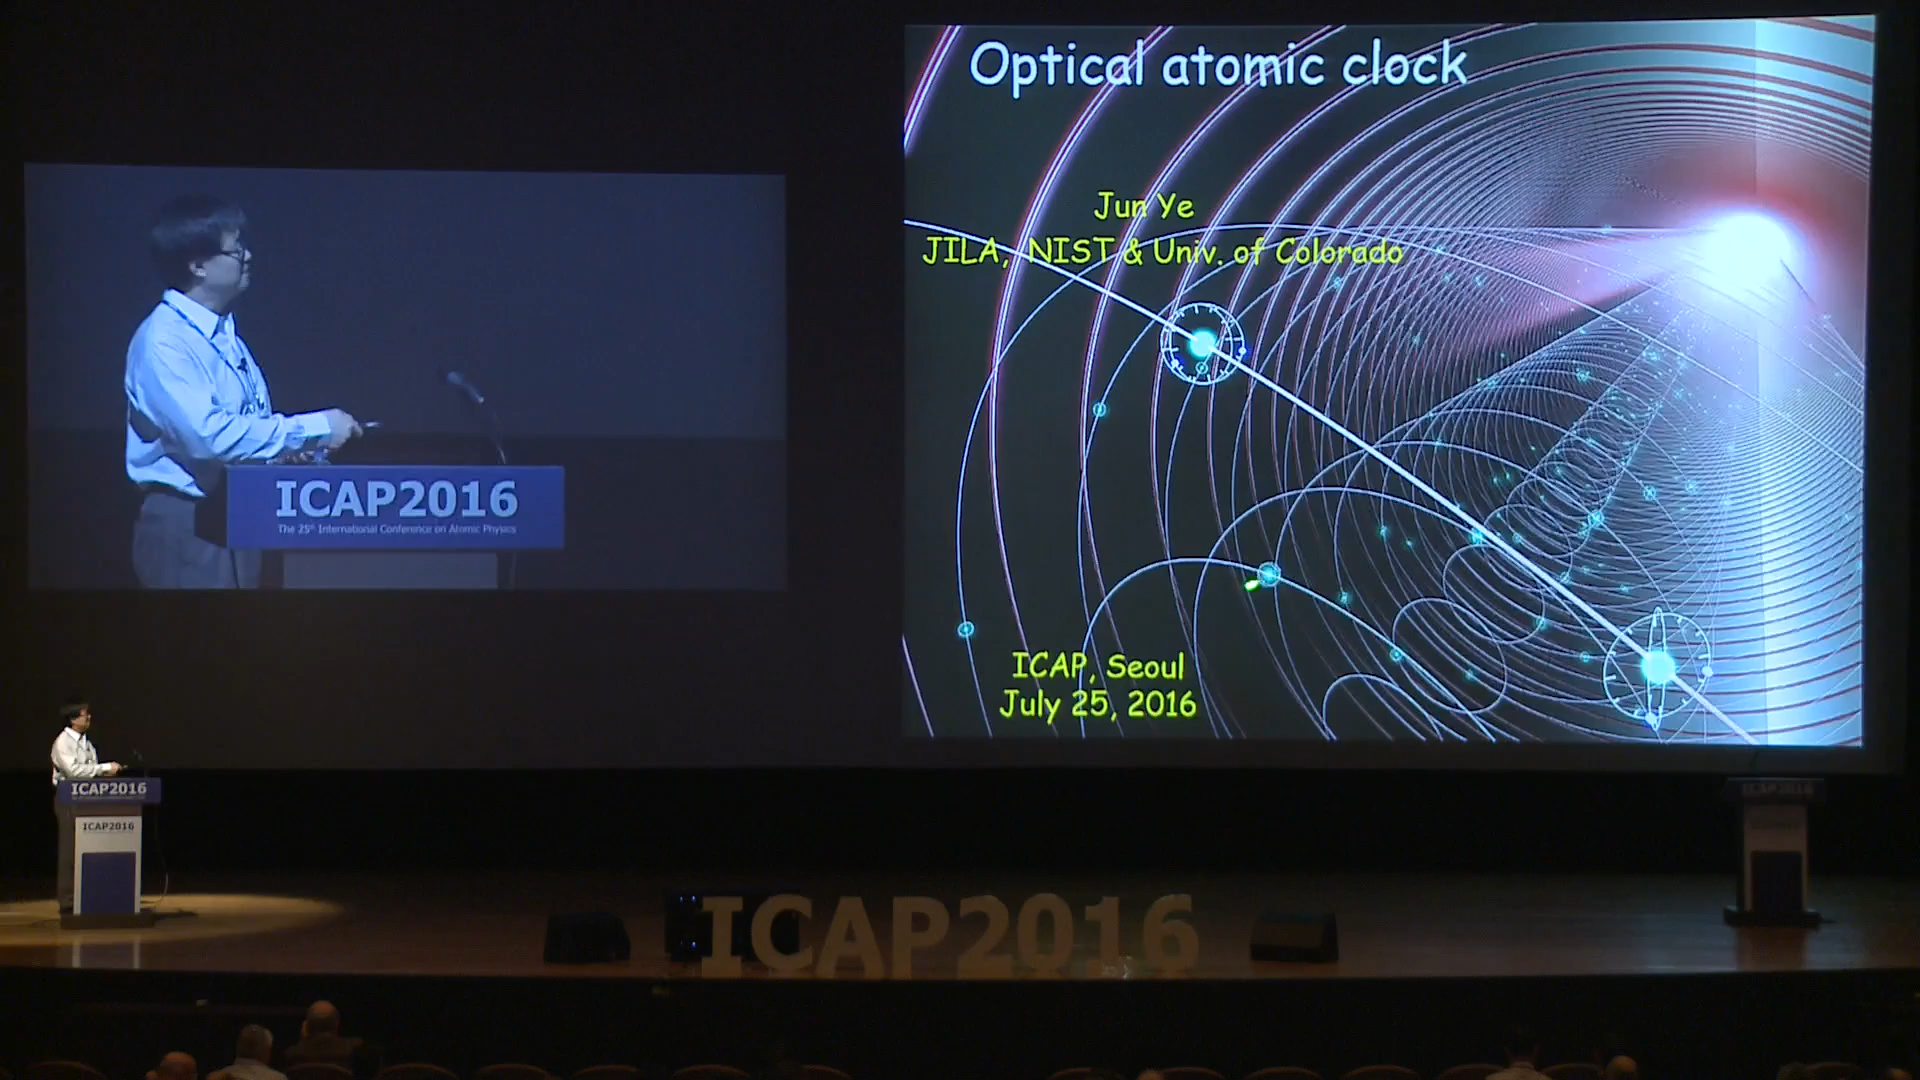 Optical atomic clock
Jun Ye
JILA, NIST & Univ. of Colorado
ICAP, Seoul
July 25, 2016
ICAP2016
The 25th International Conference on Atomic Physics
ICAP2016
ICAP2016
ICAP2016
ICAP2016